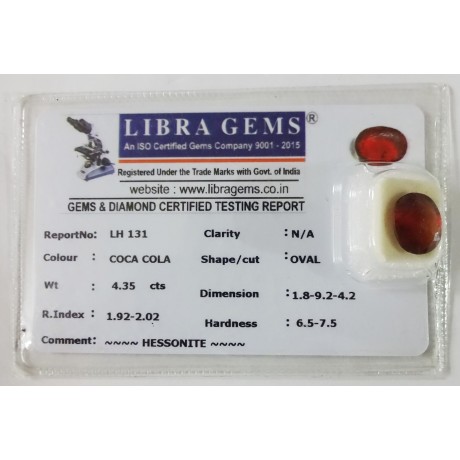 LIBRA GEMS®
An ISO Certified Gems Company 9001 - 2015
Registered Under the Trade Marks with Govt. of India
website : www.libragems.co.in
GEMS & DIAMOND CERTIFIED TESTING REPORT
ReportNo: LH 131 Clarity : N/A
Colour : COCA COLA Shape/cut : OVAL
Wt : 4.35 cts Dimension : 1.8-9.2-4.2
R.Index : 1.92-2.02 Hardness : 6.5-7.5
Comment: ~~~~ HESSONITE ~~~~